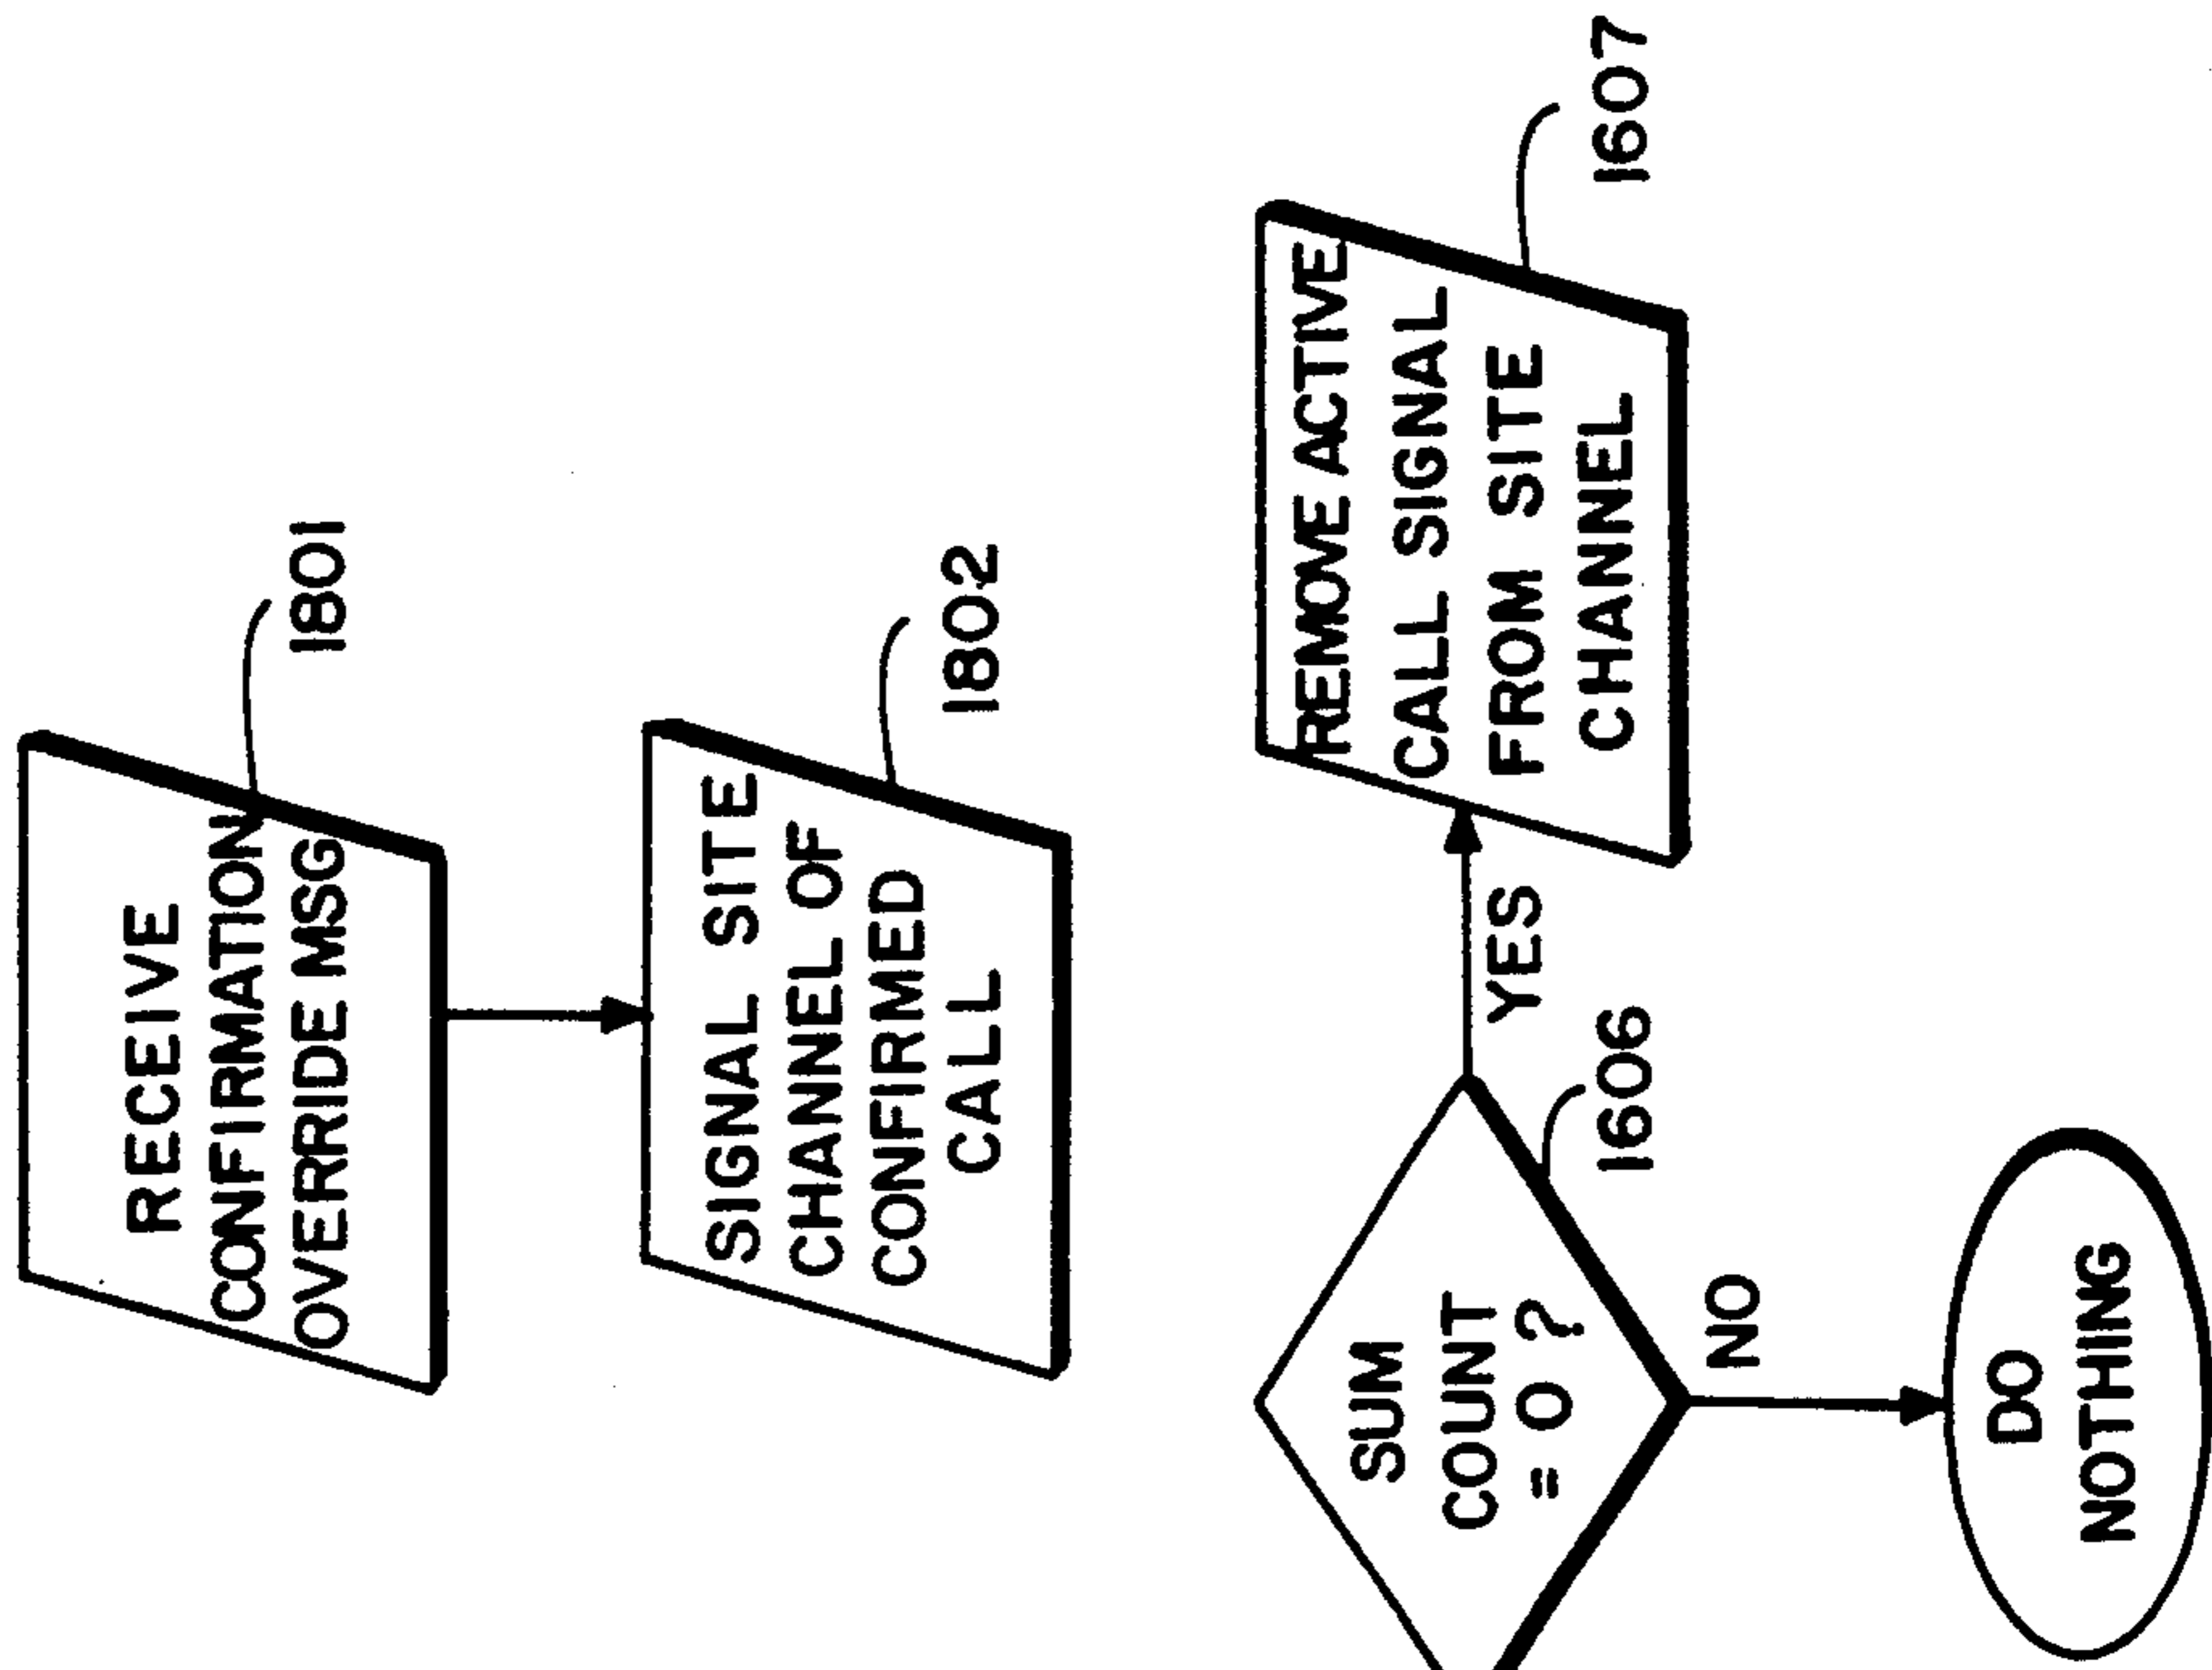 RECEIVE
CONFIRMATION
OVERRIDE MSG
1801
SIGNAL SITE
CHANNEL OF
CONFIRMED
CALL
1802
SUM
COUNT
= 0 ?
1606
YES
REMOVE ACTIVE
CALL SIGNAL
FROM SITE
CHANNEL
1607
NO
DO
NOTHING